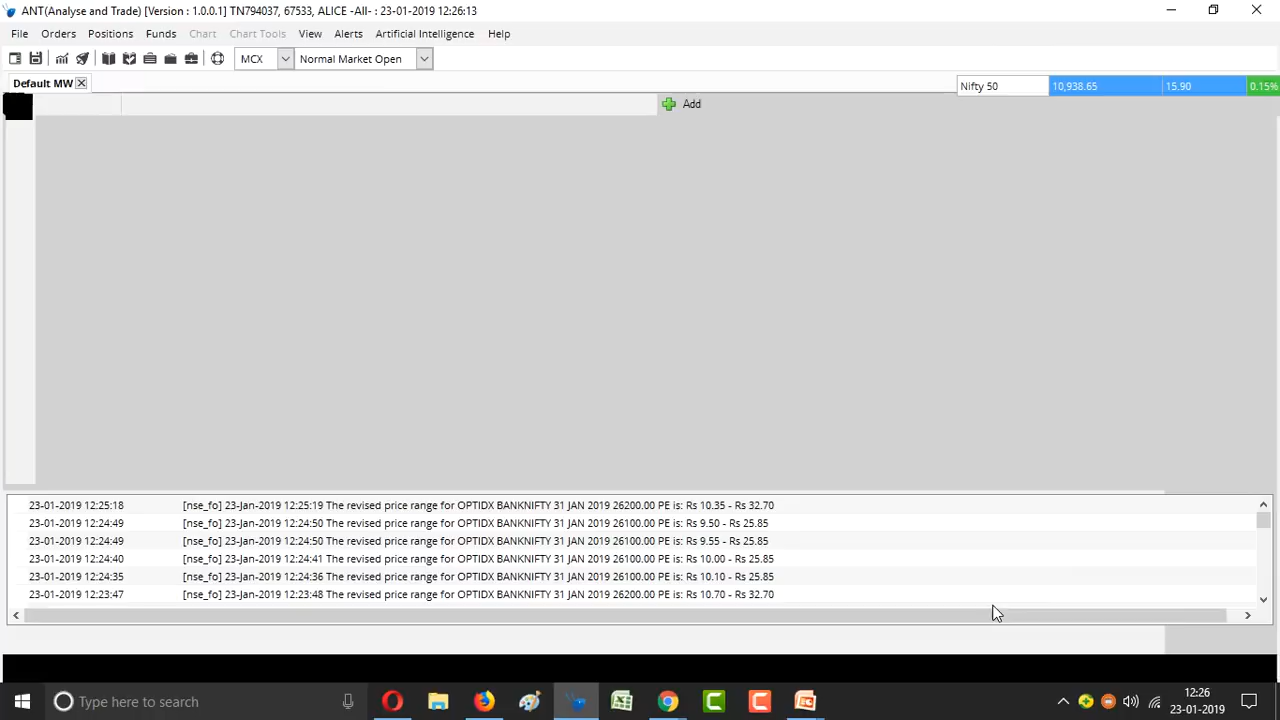 ANT(Analyse and Trade) [Version : 1.0.0.1] TN794037, 67533, ALICE -All- : 23-01-2019 12:26:13
File Orders Positions Funds Chart Chart Tools View Alerts Artificial Intelligence Help
MCX Normal Market Open
Default MW
Nifty 50 10,938.65 15.90 0.15%
Add
23-01-2019 12:25:18 [nse_fo] 23-Jan-2019 12:25:19 The revised price range for OPTIDX BANKNIFTY 31 JAN 2019 26200.00 PE is: Rs 10.35 - Rs 32.70
23-01-2019 12:24:49 [nse_fo] 23-Jan-2019 12:24:50 The revised price range for OPTIDX BANKNIFTY 31 JAN 2019 26100.00 PE is: Rs 9.50 - Rs 25.85
23-01-2019 12:24:49 [nse_fo] 23-Jan-2019 12:24:50 The revised price range for OPTIDX BANKNIFTY 31 JAN 2019 26100.00 PE is: Rs 9.55 - Rs 25.85
23-01-2019 12:24:40 [nse_fo] 23-Jan-2019 12:24:41 The revised price range for OPTIDX BANKNIFTY 31 JAN 2019 26100.00 PE is: Rs 10.00 - Rs 25.85
23-01-2019 12:24:35 [nse_fo] 23-Jan-2019 12:24:36 The revised price range for OPTIDX BANKNIFTY 31 JAN 2019 26100.00 PE is: Rs 10.10 - Rs 25.85
23-01-2019 12:23:47 [nse_fo] 23-Jan-2019 12:23:48 The revised price range for OPTIDX BANKNIFTY 31 JAN 2019 26200.00 PE is: Rs 10.70 - Rs 32.70
Type here to search
12:26
23-01-2019